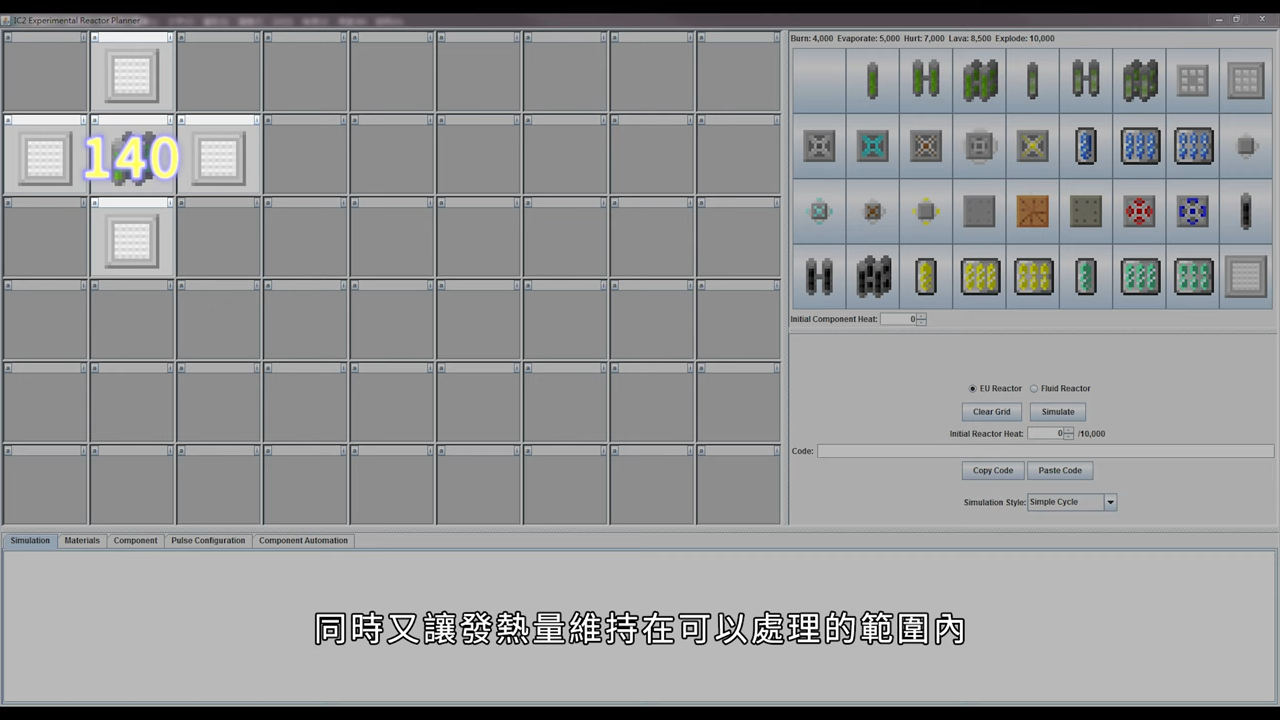 IC2 Experimental Reactor Planner
Burn: 4,000 Evaporate: 5,000 Hurt: 7,000 Lava: 8,500 Explode: 10,000
140
Initial Component Heat: 0
EU Reactor Fluid Reactor
Clear Grid Simulate
Initial Reactor Heat: 0 /10,000
Code:
Copy Code Paste Code
Simulation Style: Simple Cycle
Simulation Materials Component Pulse Configuration Component Automation
同時又讓發熱量維持在可以處理的範圍內